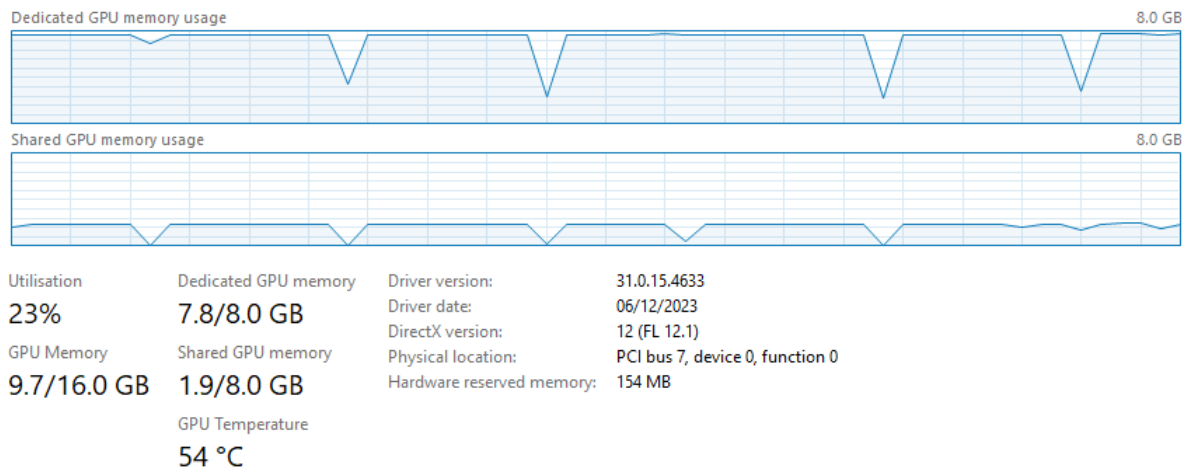 Dedicated GPU memory usage 8.0 GB
Shared GPU memory usage 8.0 GB
Utilisation Dedicated GPU memory Driver version: 31.0.15.4633
23% 7.8/8.0 GB Driver date: 06/12/2023
DirectX version: 12 (FL 12.1)
GPU Memory Shared GPU memory Physical location: PCI bus 7, device 0, function 0
9.7/16.0 GB 1.9/8.0 GB Hardware reserved memory: 154 MB
GPU Temperature
54 °C